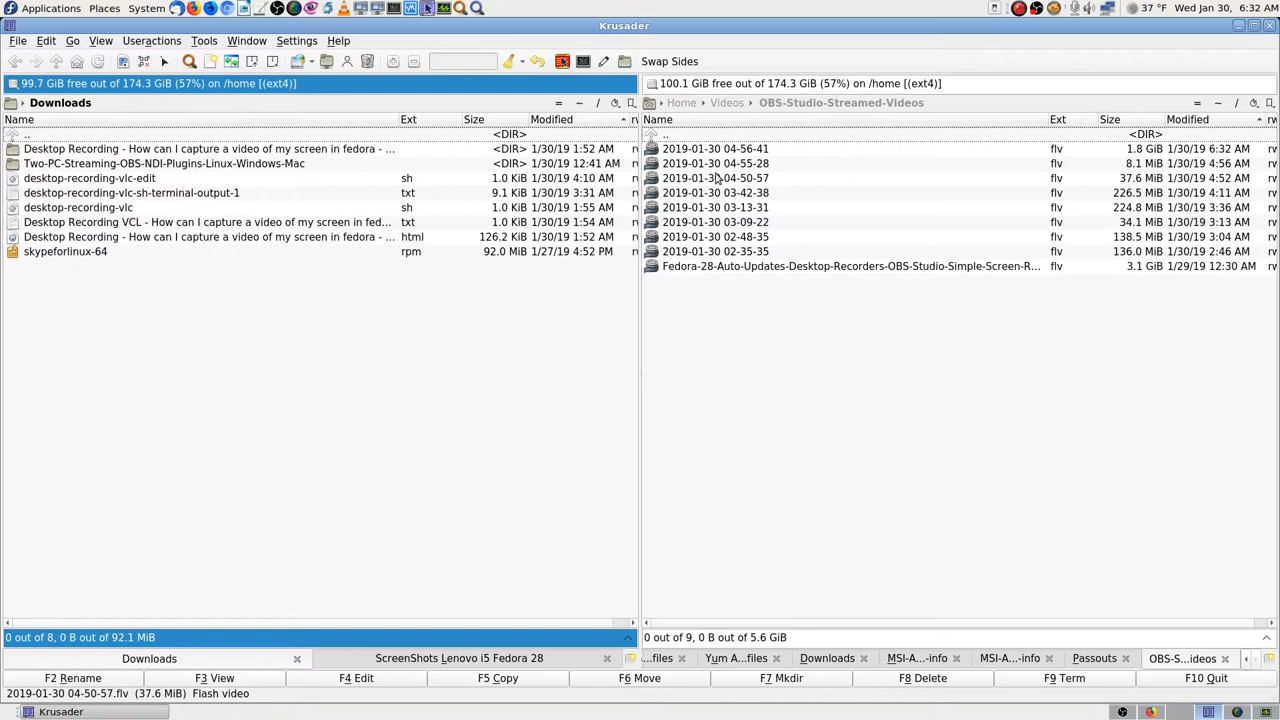 Applications Places System 37 °F Wed Jan 30, 6:32 AM
Krusader
File Edit Go View Useractions Tools Window Settings Help
Swap Sides
99.7 GiB free out of 174.3 GiB (57%) on /home [(ext4)]
100.1 GiB free out of 174.3 GiB (57%) on /home [(ext4)]
Downloads = ~ /
Home Videos OBS-Studio-Streamed-Videos = ~ /
Name Ext Size Modified rv
Name Ext Size Modified rw
.. <DIR>
.. <DIR>
Desktop Recording - How can I capture a video of my screen in fedora - ... <DIR> 1/30/19 1:52 AM rv
2019-01-30 04-56-41 flv 1.8 GiB 1/30/19 6:32 AM rw
Two-PC-Streaming-OBS-NDI-Plugins-Linux-Windows-Mac <DIR> 1/30/19 12:41 AM rv
2019-01-30 04-55-28 flv 8.1 MiB 1/30/19 4:56 AM rw
desktop-recording-vlc-edit sh 1.0 KiB 1/30/19 4:10 AM rv
2019-01-30 04-50-57 flv 37.6 MiB 1/30/19 4:52 AM rw
desktop-recording-vlc-sh-terminal-output-1 txt 9.1 KiB 1/30/19 3:31 AM rv
2019-01-30 03-42-38 flv 226.5 MiB 1/30/19 4:11 AM rw
desktop-recording-vlc sh 1.0 KiB 1/30/19 1:55 AM rv
2019-01-30 03-13-31 flv 224.8 MiB 1/30/19 3:36 AM rw
Desktop Recording VCL - How can I capture a video of my screen in fed... txt 1.5 KiB 1/30/19 1:54 AM rv
2019-01-30 03-09-22 flv 34.1 MiB 1/30/19 3:13 AM rw
Desktop Recording - How can I capture a video of my screen in fedora - ... html 126.2 KiB 1/30/19 1:52 AM rv
2019-01-30 02-48-35 flv 138.5 MiB 1/30/19 3:04 AM rw
skypeforlinux-64 rpm 92.0 MiB 1/27/19 4:52 PM rv
2019-01-30 02-35-35 flv 136.0 MiB 1/30/19 2:46 AM rw
Fedora-28-Auto-Updates-Desktop-Recorders-OBS-Studio-Simple-Screen-R... flv 3.1 GiB 1/29/19 12:30 AM rw
0 out of 8, 0 B out of 92.1 MiB
0 out of 9, 0 B out of 5.6 GiB
Downloads ScreenShots Lenovo i5 Fedora 28
...files Yum A...files Downloads MSI-A...-info MSI-A...-info Passouts OBS-S...ideos
F2 Rename F3 View F4 Edit F5 Copy F6 Move F7 Mkdir F8 Delete F9 Term F10 Quit
2019-01-30 04-50-57.flv (37.6 MiB) Flash video
Krusader